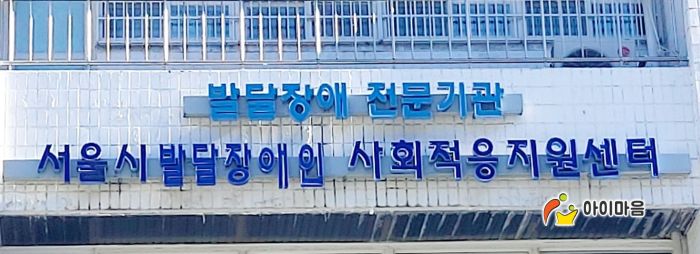 발달장애 전문기관
서울시발달장애인 사회적응지원센터
아이마음